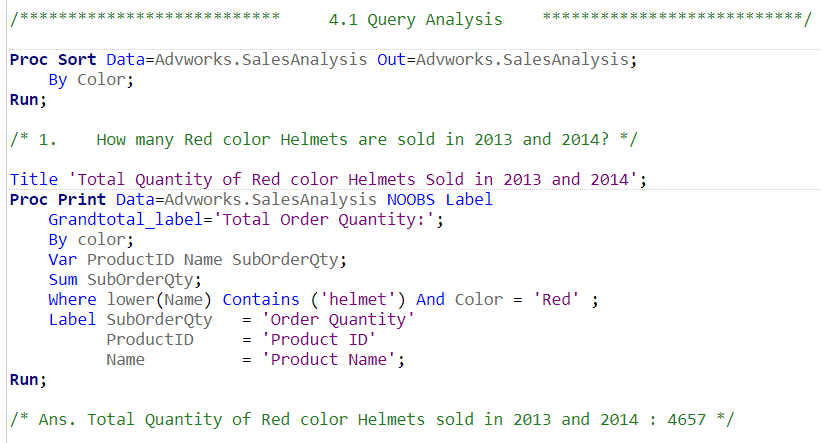 /***************************     4.1 Query Analysis    ***************************/
Proc Sort Data=Advworks.SalesAnalysis Out=Advworks.SalesAnalysis;
    By Color;
Run;
/* 1.    How many Red color Helmets are sold in 2013 and 2014? */
Title 'Total Quantity of Red color Helmets Sold in 2013 and 2014';
Proc Print Data=Advworks.SalesAnalysis NOOBS Label
    Grandtotal_label='Total Order Quantity:';
    By color;
    Var ProductID Name SubOrderQty;
    Sum SubOrderQty;
    Where lower(Name) Contains ('helmet') And Color = 'Red' ;
    Label SubOrderQty   = 'Order Quantity'
          ProductID     = 'Product ID'
          Name          = 'Product Name';
Run;
/* Ans. Total Quantity of Red color Helmets sold in 2013 and 2014 : 4657 */